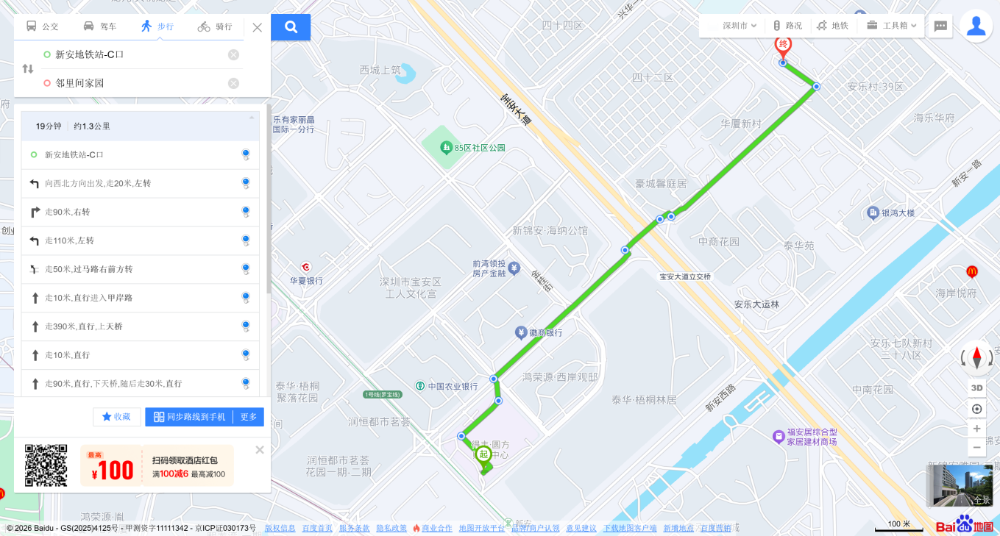 公交
驾车
步行
骑行
新安地铁站-C口
邻里间家园
19分钟
约1.3公里
新安地铁站-C口
向西北方向出发,走20米,左转
走90米,右转
走110米,左转
走50米,过马路右前方转
走10米,直行进入甲岸路
走390米,直行,上天桥
走10米,直行
走90米,直行,下天桥,随后走30米,直行
收藏
同步路线到手机
更多
最高
¥100
扫码领取酒店红包
满100减6 最高减100
深圳市
路况
地铁
工具箱
兴华一
四十四区
终
西城上筑
四十二区
安乐村-39区
宝安大道
海乐华府
华厦新村
乐有家丽晶
国际一分行
85区社区公园
新安一路
豪城馨庭居
银鸿大楼
创业
新锦安·海纳公馆
中商花园
泰华苑
前湾领投
房产金融
华夏银行
金桂街
宝安大道立交桥
深圳市宝安区
工人文化宫
海岸悦府
安乐大运林
徽商银行
安乐七队新村
三十八区
鸿荣源·西岸观邸
中国农业银行
泰华·梧桐
聚落花园
1号线(罗宝线)
泰华·梧桐林居
新安西路
中南花园
3D
润恒都市茗荟
福安居综合型
家居建材商场
得丰·圆方
中心
起
润恒都市茗荟
花园一期-二期
全景
鸿荣源·胤
新安
100 米
Bai du 地图
© 2026 Baidu - GS(2025)4125号 - 甲测资字11111342 - 京ICP证030173号
版权信息
百度首页
服务条款
隐私政策
商业合作
地图开放平台
品牌/商户认领
意见建议
下载地图客户端
新增地点
百度营销